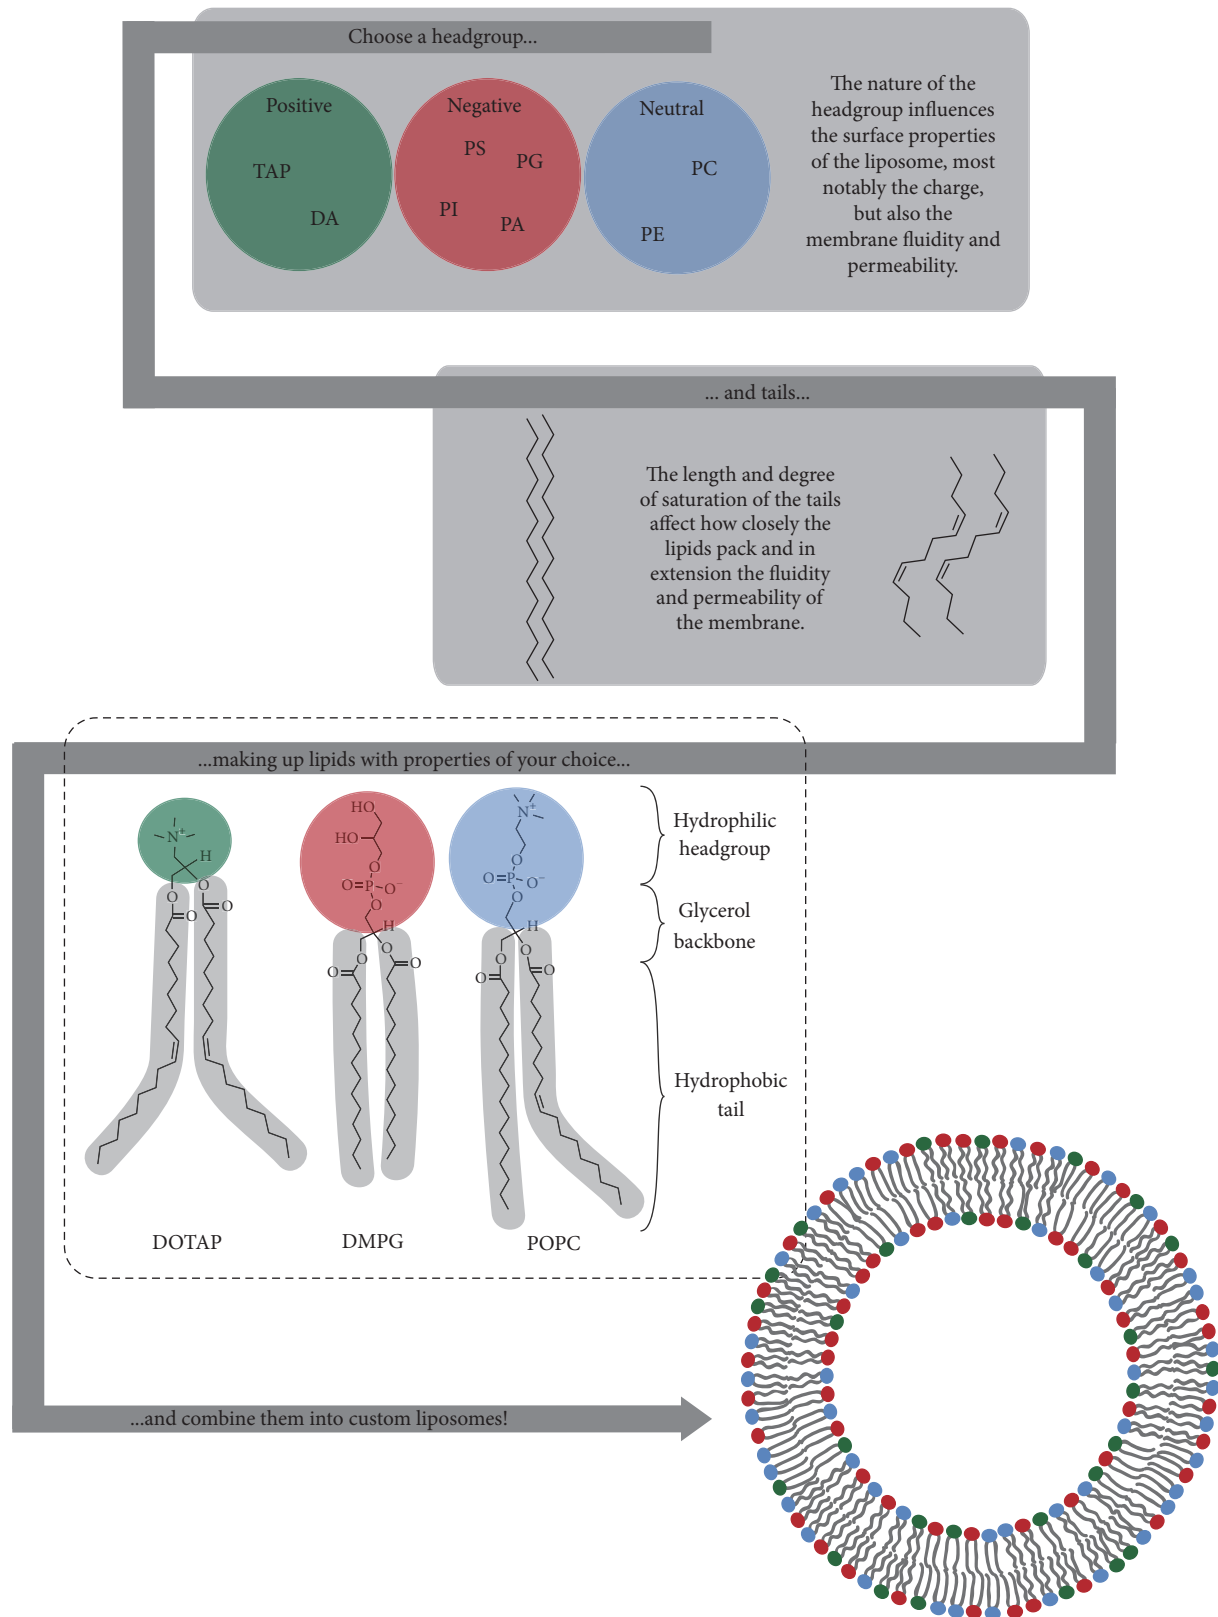 Choose a headgroup...
Positive
TAP
DA
Negative
PS
PG
PI
PA
Neutral
PC
PE
The nature of the
headgroup influences
the surface properties
of the liposome, most
notably the charge,
but also the
membrane fluidity and
permeability.
... and tails...
The length and degree
of saturation of the tails
affect how closely the
lipids pack and in
extension the fluidity
and permeability of
the membrane.
...making up lipids with properties of your choice...
N+
H
O
O
O
O
HO
HO
O
O
P
O−
O
H
O
O
O
O
N+
O
O
P
O−
O
H
O
O
O
O
Hydrophilic
headgroup
Glycerol
backbone
Hydrophobic
tail
DOTAP
DMPG
POPC
...and combine them into custom liposomes!